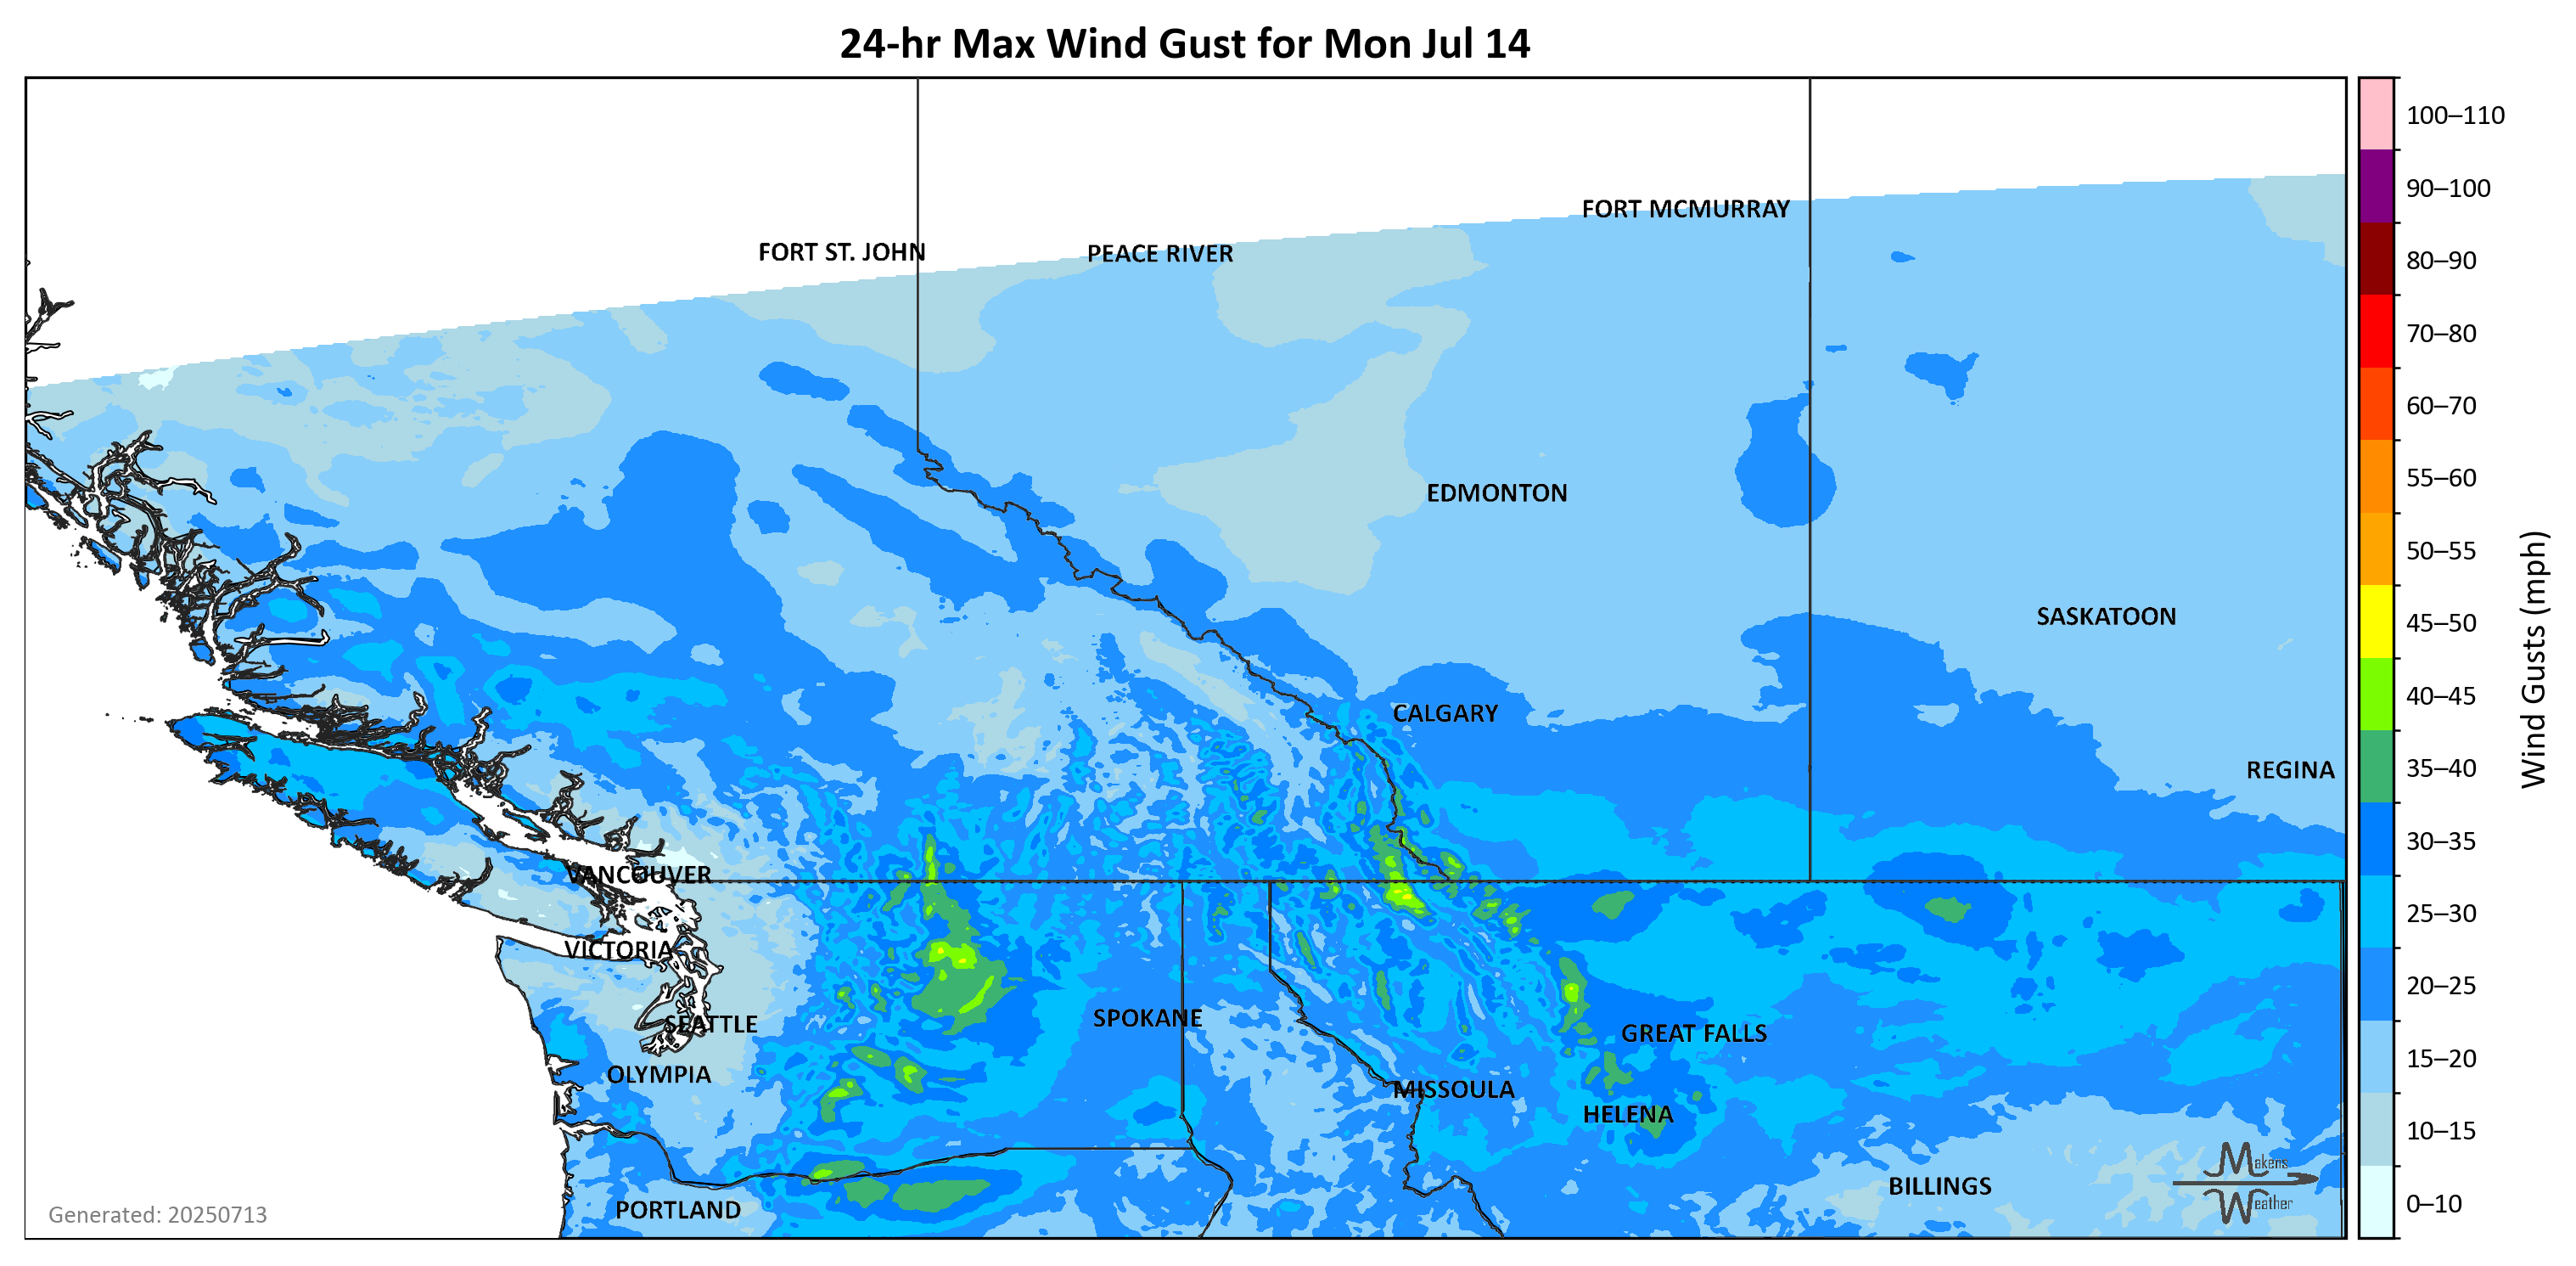 24-hr Max Wind Gust for Mon Jul 14
100–110
90–100
80–90
70–80
60–70
55–60
50–55
45–50
40–45
35–40
30–35
25–30
20–25
15–20
10–15
0–10
Wind Gusts (mph)
FORT MCMURRAY
FORT ST. JOHN
PEACE RIVER
EDMONTON
SASKATOON
CALGARY
REGINA
VANCOUVER
VICTORIA
SEATTLE
SPOKANE
GREAT FALLS
OLYMPIA
MISSOULA
HELENA
BILLINGS
PORTLAND
Makens
Weather
Generated: 20250713